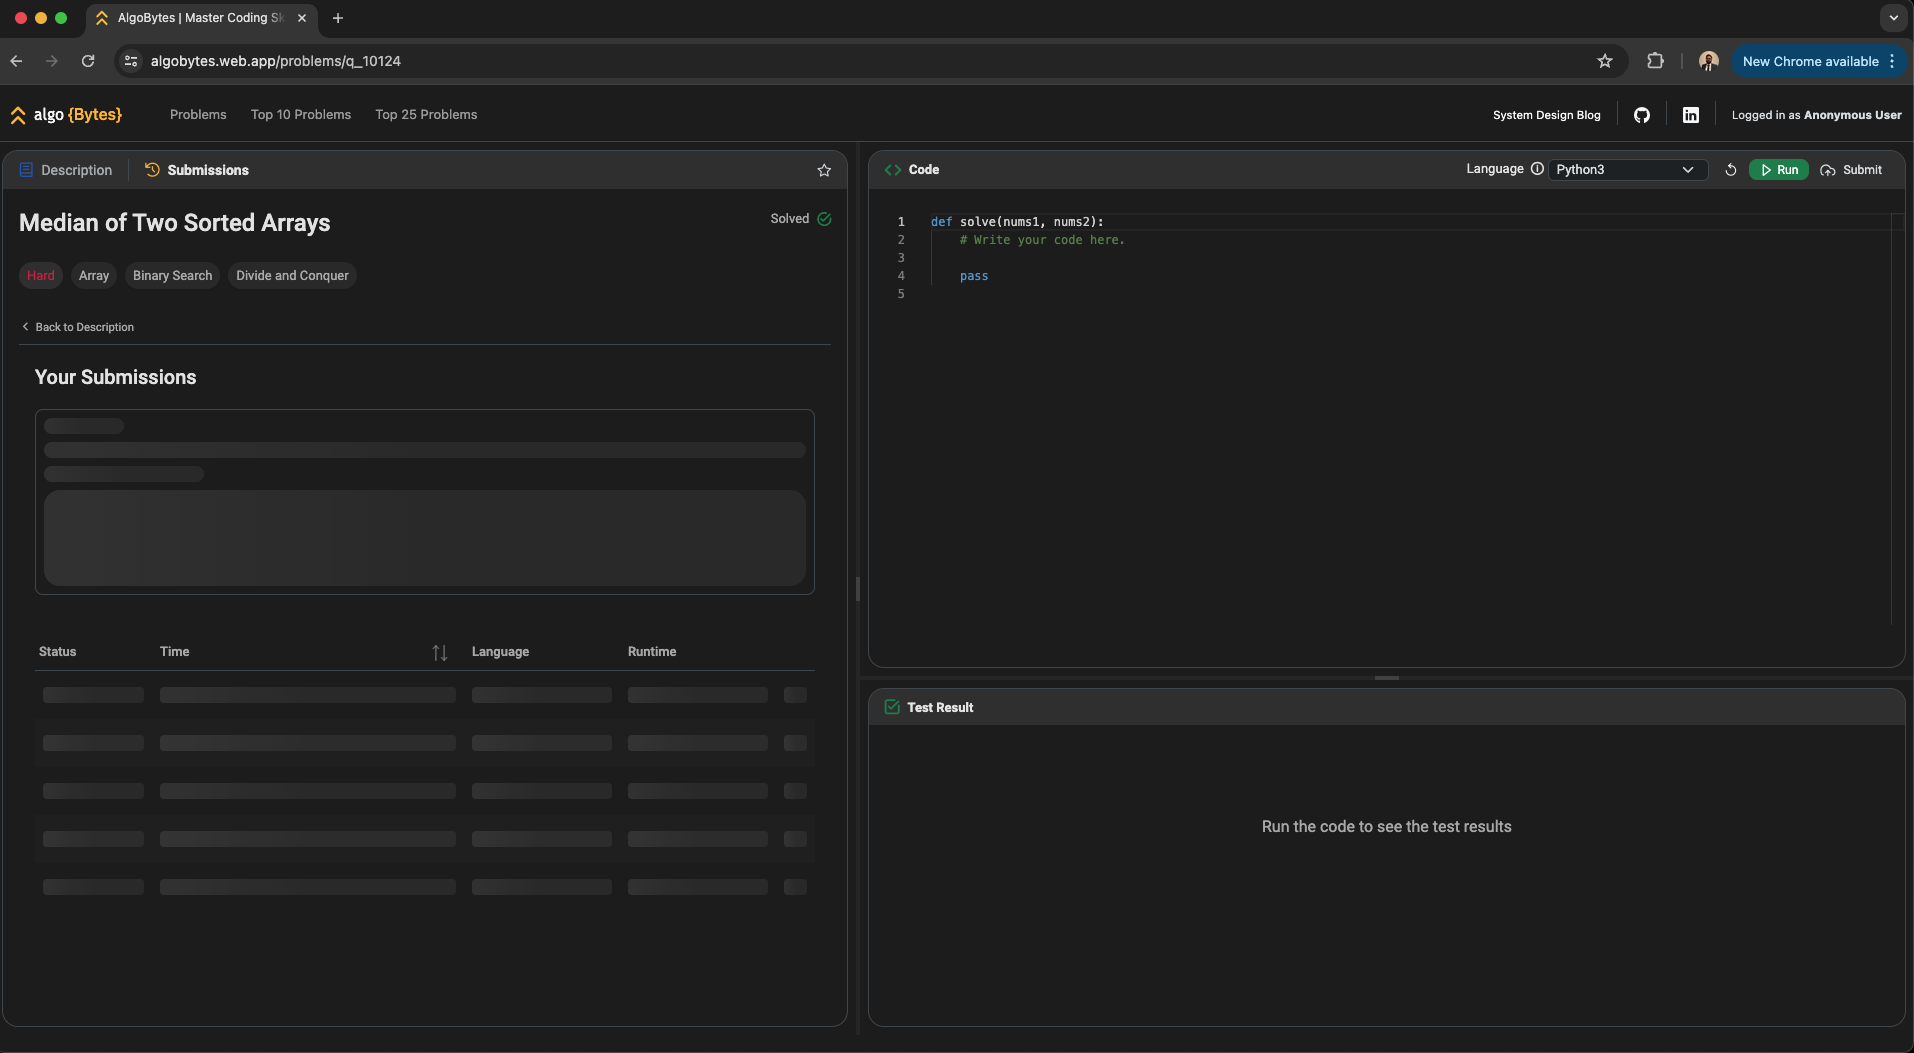 AlgoBytes | Master Coding Sk
algobytes.web.app/problems/q_10124
New Chrome available
algo {Bytes}
Problems
Top 10 Problems
Top 25 Problems
System Design Blog
Logged in as Anonymous User
Description
Submissions
Median of Two Sorted Arrays
Solved
Hard
Array
Binary Search
Divide and Conquer
Back to Description
Your Submissions
Status
Time
Language
Runtime
Code
Language
Python3
Run
Submit
1 def solve(nums1, nums2):
2 # Write your code here.
3
4 pass
5
Test Result
Run the code to see the test results